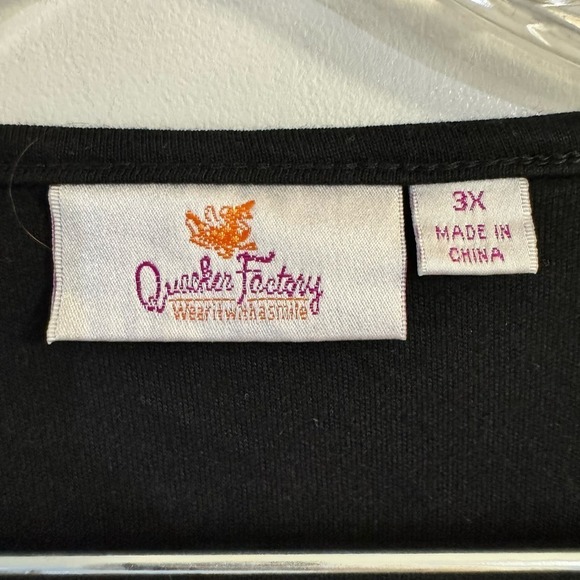 Quacker Factory
Wear it with a smile
3X
MADE IN
CHINA